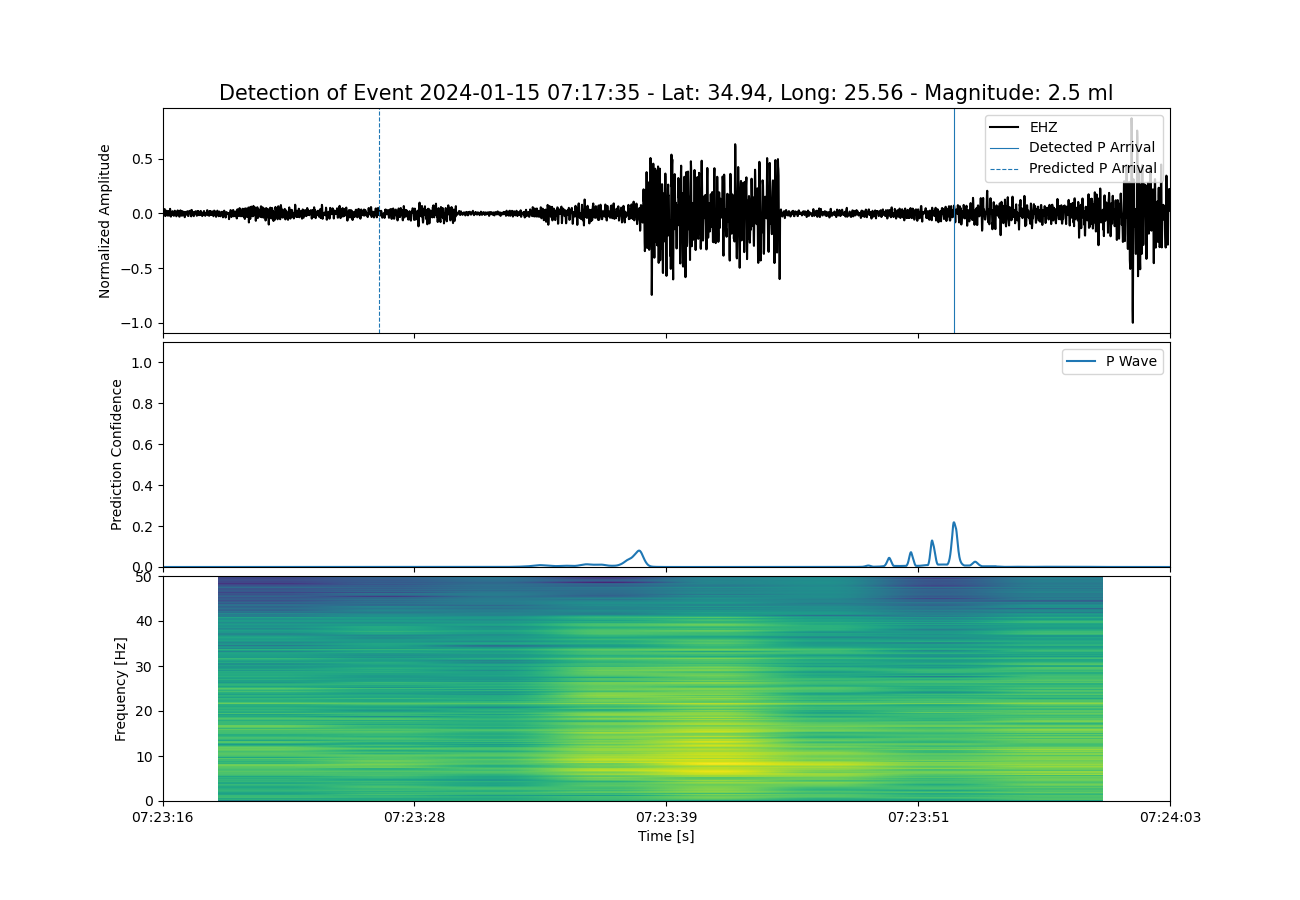 Detection of Event 2024-01-15 07:17:35 - Lat: 34.94, Long: 25.56 - Magnitude: 2.5 ml
EHZ
Detected P Arrival
Predicted P Arrival
Normalized Amplitude
0.5
0.0
−0.5
−1.0
P Wave
Prediction Confidence
1.0
0.8
0.6
0.4
0.2
0.0
Frequency [Hz]
50
40
30
20
10
0
07:23:16
07:23:28
07:23:39
07:23:51
07:24:03
Time [s]